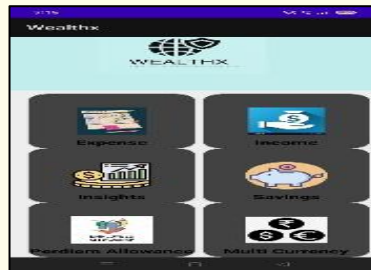 Wealthx
WEALTHX
Expense
Income
Insights
Savings
Perdiem Allowance
Multi Currency